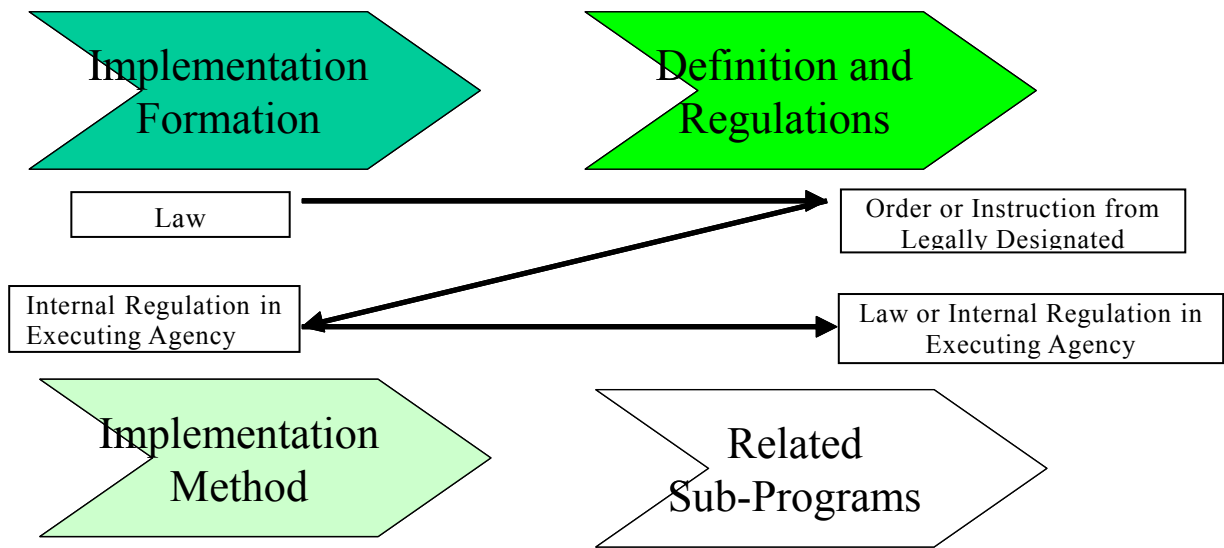 Implementation
Formation
Definition and
Regulations
Law
Order or Instruction from
Legally Designated
Internal Regulation in
Executing Agency
Law or Internal Regulation in
Executing Agency
Implementation
Method
Related
Sub-Programs